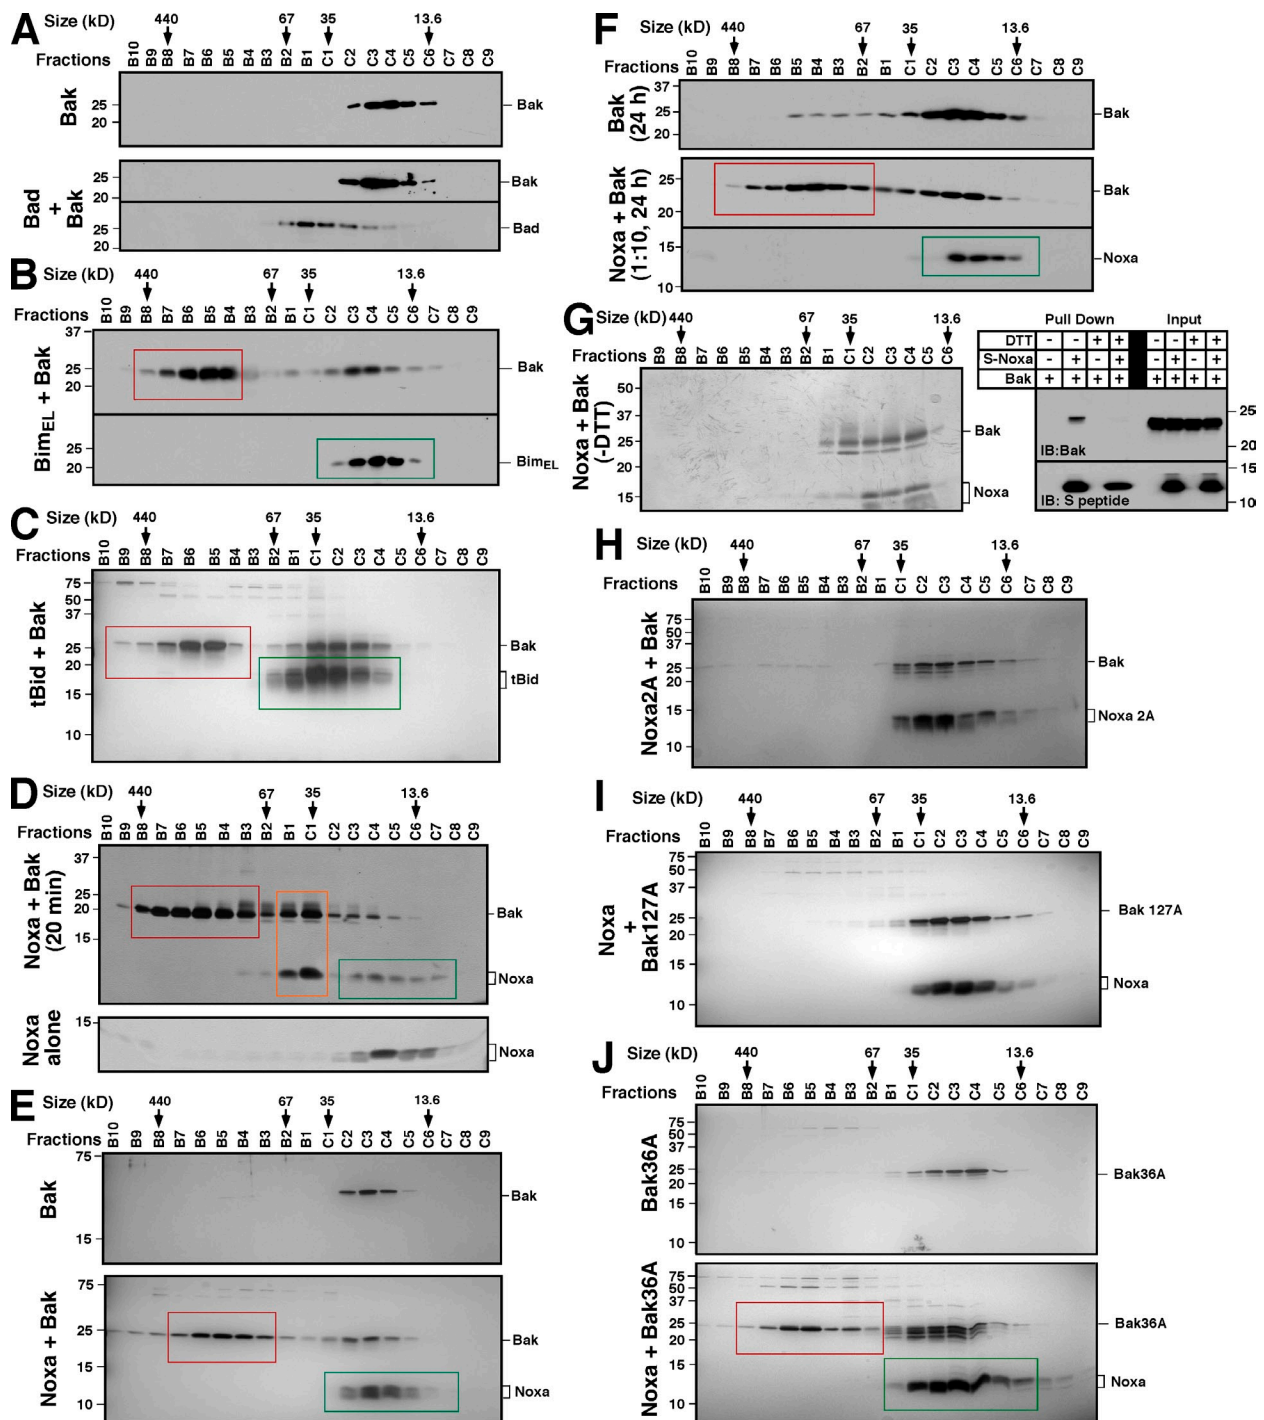 A Size (kD) 440 67 35 13.6
Fractions B10 B9 B8 B7 B6 B5 B4 B3 B2 B1 C1 C2 C3 C4 C5 C6 C7 C8 C9
Bak
25
20
Bak
Bad + Bak
25
20
Bak
25
20
Bad
B Size (kD) 440 67 35 13.6
Fractions B10 B9 B8 B7 B6 B5 B4 B3 B2 B1 C1 C2 C3 C4 C5 C6 C7 C8 C9
BimEL + Bak
37
25
20
Bak
25
20
BimEL
C Size (kD) 440 67 35 13.6
Fractions B10 B9 B8 B7 B6 B5 B4 B3 B2 B1 C1 C2 C3 C4 C5 C6 C7 C8 C9
tBid + Bak
75
50
37
25
20
15
10
Bak
tBid
D Size (kD) 440 67 35 13.6
Fractions B10 B9 B8 B7 B6 B5 B4 B3 B2 B1 C1 C2 C3 C4 C5 C6 C7 C8 C9
Noxa + Bak
(20 min)
37
25
20
15
Bak
Noxa
Noxa
alone
15
Noxa
E Size (kD) 440 67 35 13.6
Fractions B10 B9 B8 B7 B6 B5 B4 B3 B2 B1 C1 C2 C3 C4 C5 C6 C7 C8 C9
Bak
75
15
Bak
Noxa + Bak
75
25
15
10
Bak
Noxa
F Size (kD) 440 67 35 13.6
Fractions B10 B9 B8 B7 B6 B5 B4 B3 B2 B1 C1 C2 C3 C4 C5 C6 C7 C8 C9
Bak
(24 h)
37
25
20
Bak
Noxa + Bak
(1:10, 24 h)
25
20
Bak
15
10
Noxa
G Size (kD) 440 67 35 13.6
Fractions B9 B8 B7 B6 B5 B4 B3 B2 B1 C1 C2 C3 C4 C5 C6
Noxa + Bak
(-DTT)
50
37
25
20
15
Bak
Noxa
Pull Down Input
DTT - - + + - - + +
S-Noxa - + - + - + - +
Bak + + + + + + + +
IB:Bak
25
20
IB: S peptide
15
10
H Size (kD) 440 67 35 13.6
Fractions B10 B9 B8 B7 B6 B5 B4 B3 B2 B1 C1 C2 C3 C4 C5 C6 C7 C8 C9
Noxa2A + Bak
75
50
37
25
20
15
10
Bak
Noxa 2A
I Size (kD) 440 67 35 13.6
Fractions B10 B9 B8 B7 B6 B5 B4 B3 B2 B1 C1 C2 C3 C4 C5 C6 C7 C8 C9
Noxa
+
Bak127A
75
50
37
25
20
15
10
Bak 127A
Noxa
J Size (kD) 440 67 35 13.6
Fractions B10 B9 B8 B7 B6 B5 B4 B3 B2 B1 C1 C2 C3 C4 C5 C6 C7 C8 C9
Bak36A
75
50
37
25
20
15
10
Bak36A
Noxa + Bak36A
75
50
37
25
20
15
10
Bak36A
Noxa